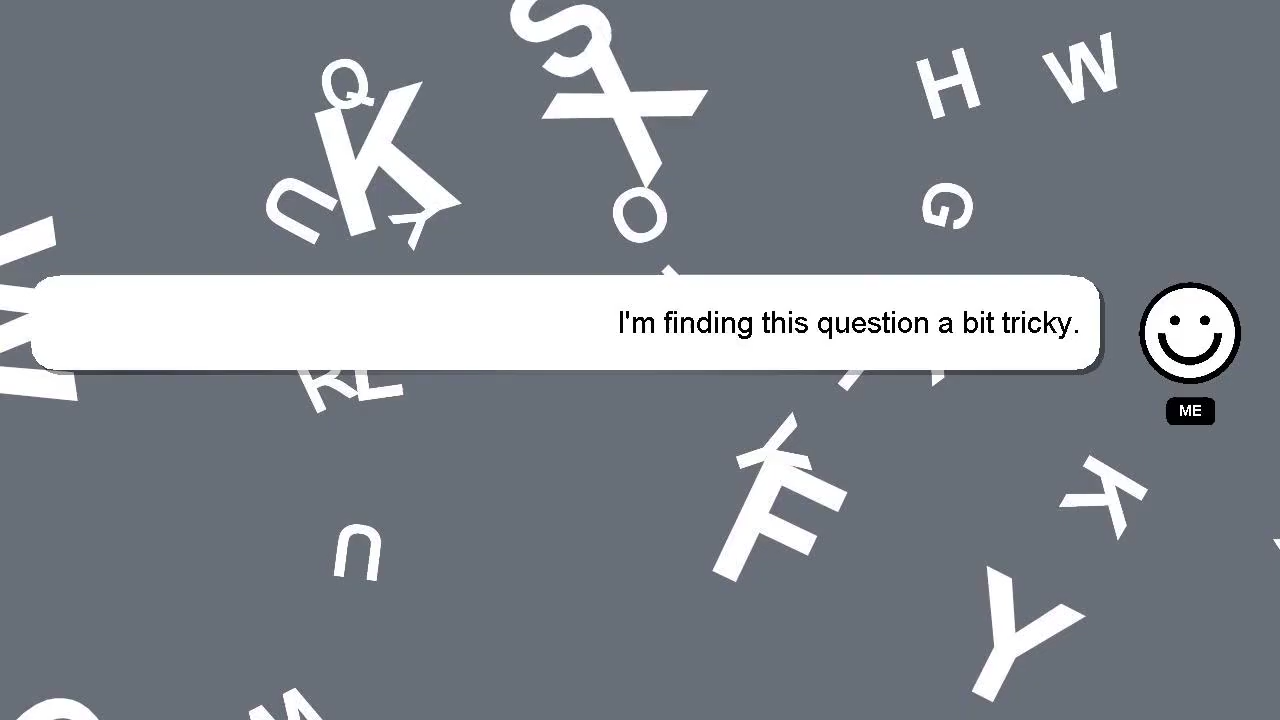 S
Q
H
W
K
X
U
Y
O
G
I'm finding this question a bit tricky.
ME
R
K
F
K
U
Y